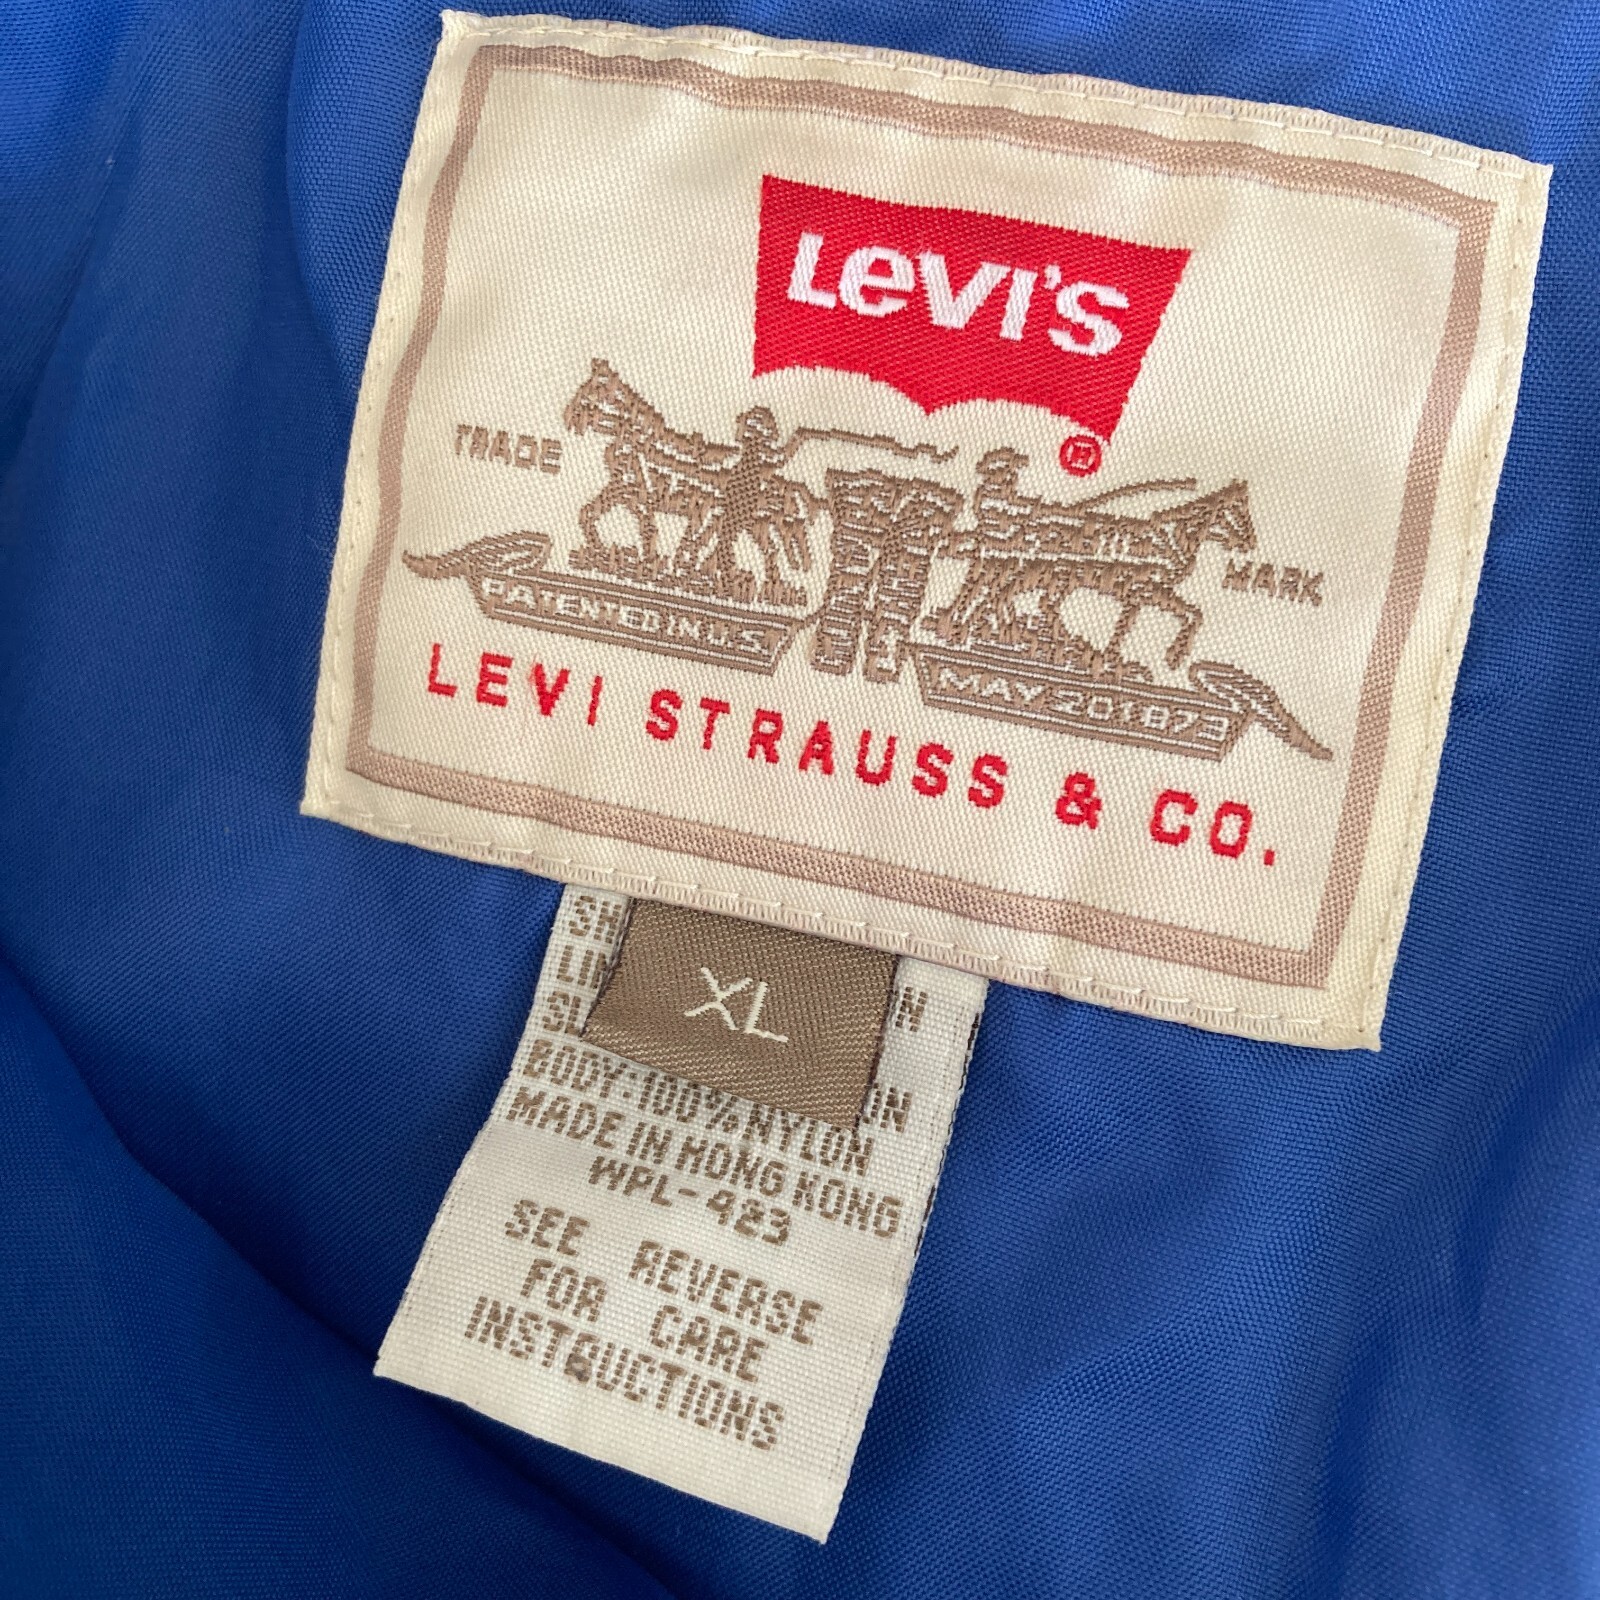 LEVI'S
®
TRADE MARK
PATENTED IN U.S. MAY 20 1873
LEVI STRAUSS & CO.
XL
BODY:100% NYLON
MADE IN HONG KONG
WPL-423
SEE REVERSE
FOR CARE
INSTRUCTIONS